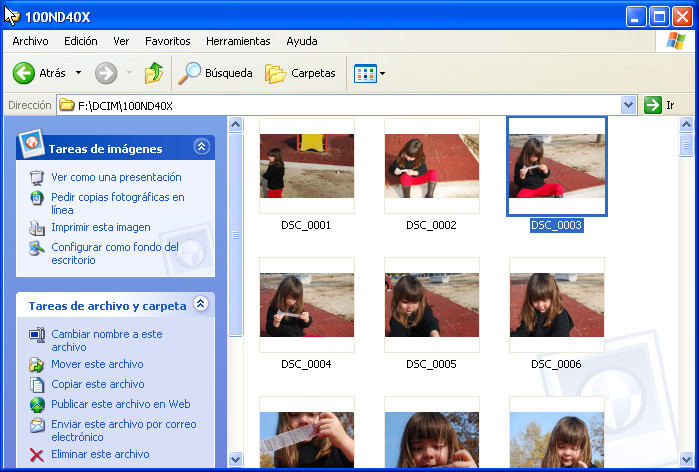 100ND40X
Archivo Edición Ver Favoritos Herramientas Ayuda
Atrás Búsqueda Carpetas
Dirección F:\DCIM\100ND40X Ir
Tareas de imágenes
Ver como una presentación
Pedir copias fotográficas en
línea
Imprimir esta imagen
Configurar como fondo del
escritorio
Tareas de archivo y carpeta
Cambiar nombre a este
archivo
Mover este archivo
Copiar este archivo
Publicar este archivo en Web
Enviar este archivo por correo
electrónico
Eliminar este archivo
DSC_0001 DSC_0002 DSC_0003
DSC_0004 DSC_0005 DSC_0006